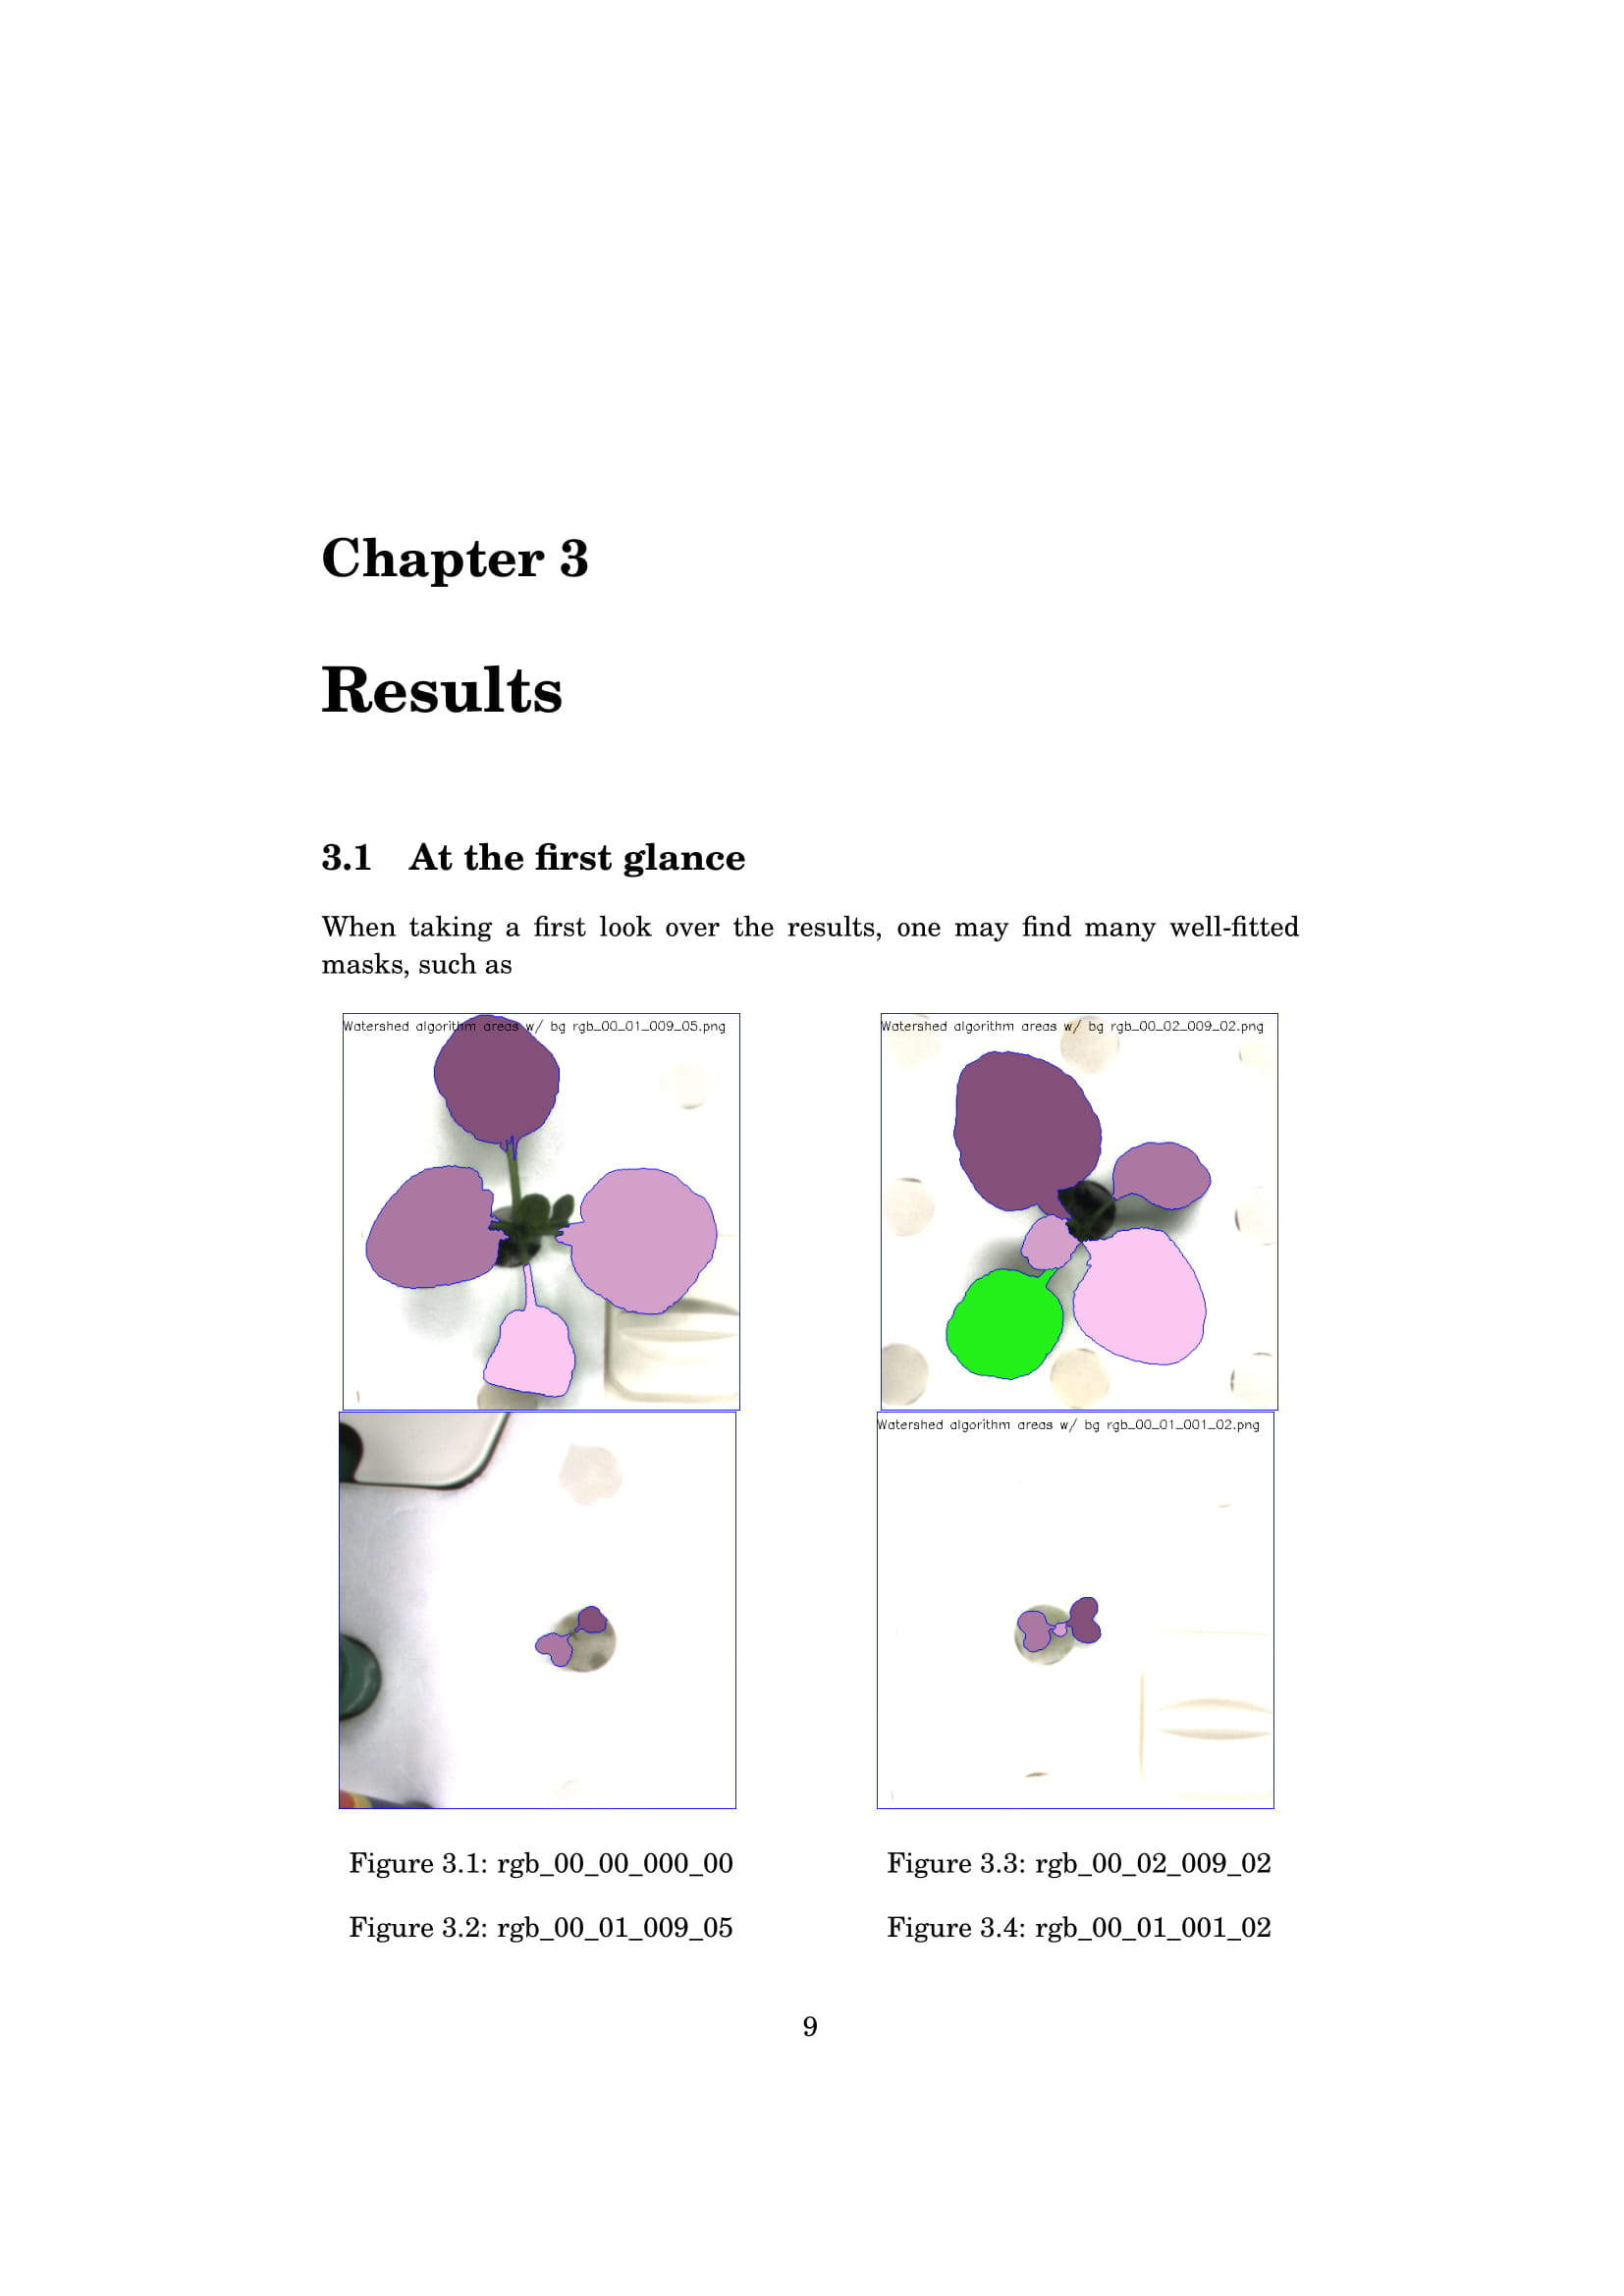 Chapter 3
Results
3.1 At the first glance
When taking a first look over the results, one may find many well-fitted
masks, such as
Watershed algorithm areas w/ bg rgb_00_01_009_05.png
Watershed algorithm areas w/ bg rgb_00_02_009_02.png
Watershed algorithm areas w/ bg rgb_00_01_001_02.png
Figure 3.1: rgb_00_00_000_00
Figure 3.2: rgb_00_01_009_05
Figure 3.3: rgb_00_02_009_02
Figure 3.4: rgb_00_01_001_02
9